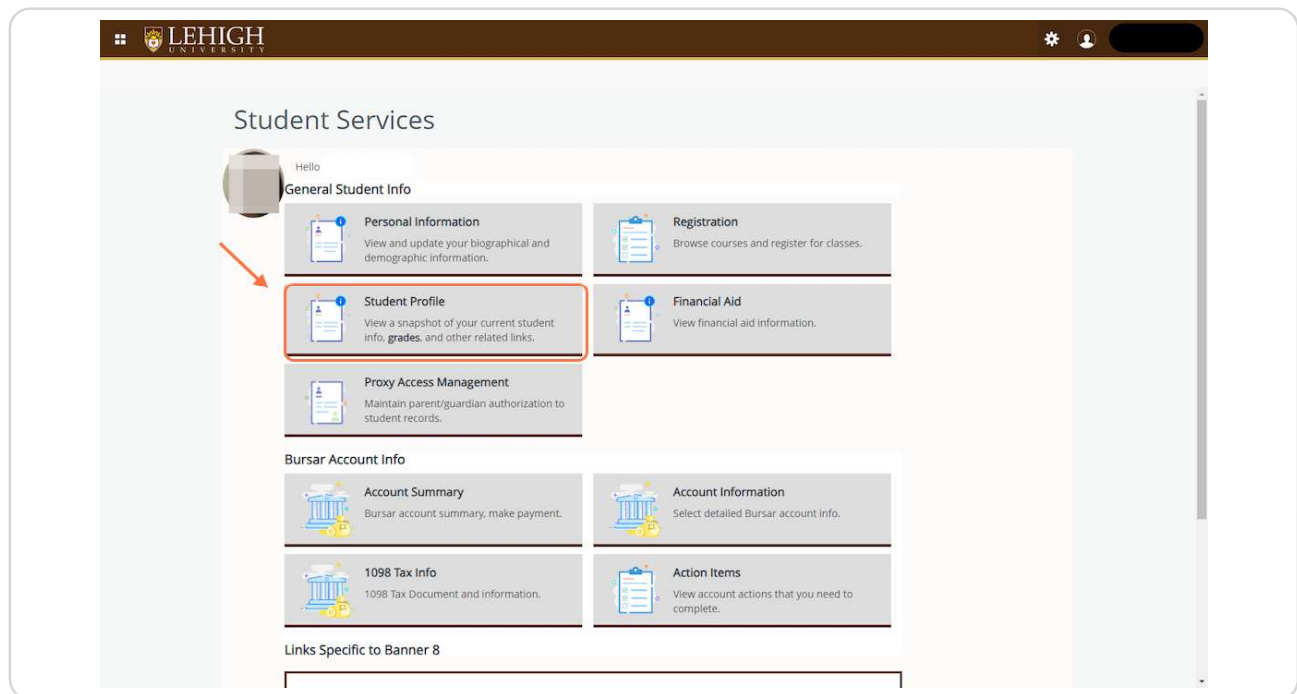 LEHIGH
UNIVERSITY
Student Services
Hello
General Student Info
Personal Information
View and update your biographical and
demographic information.
Registration
Browse courses and register for classes.
Student Profile
View a snapshot of your current student
info, grades, and other related links.
Financial Aid
View financial aid information.
Proxy Access Management
Maintain parent/guardian authorization to
student records.
Bursar Account Info
Account Summary
Bursar account summary, make payment.
Account Information
Select detailed Bursar account info.
1098 Tax Info
1098 Tax Document and information.
Action Items
View account actions that you need to
complete.
Links Specific to Banner 8